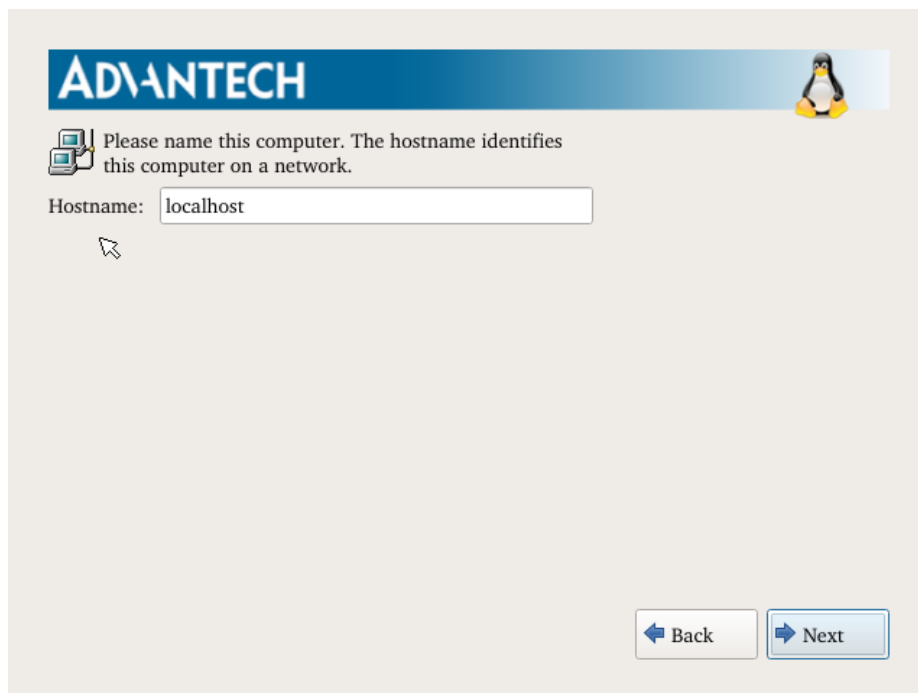 ADVANTECH
Please name this computer. The hostname identifies
this computer on a network.
Hostname: localhost
Back Next